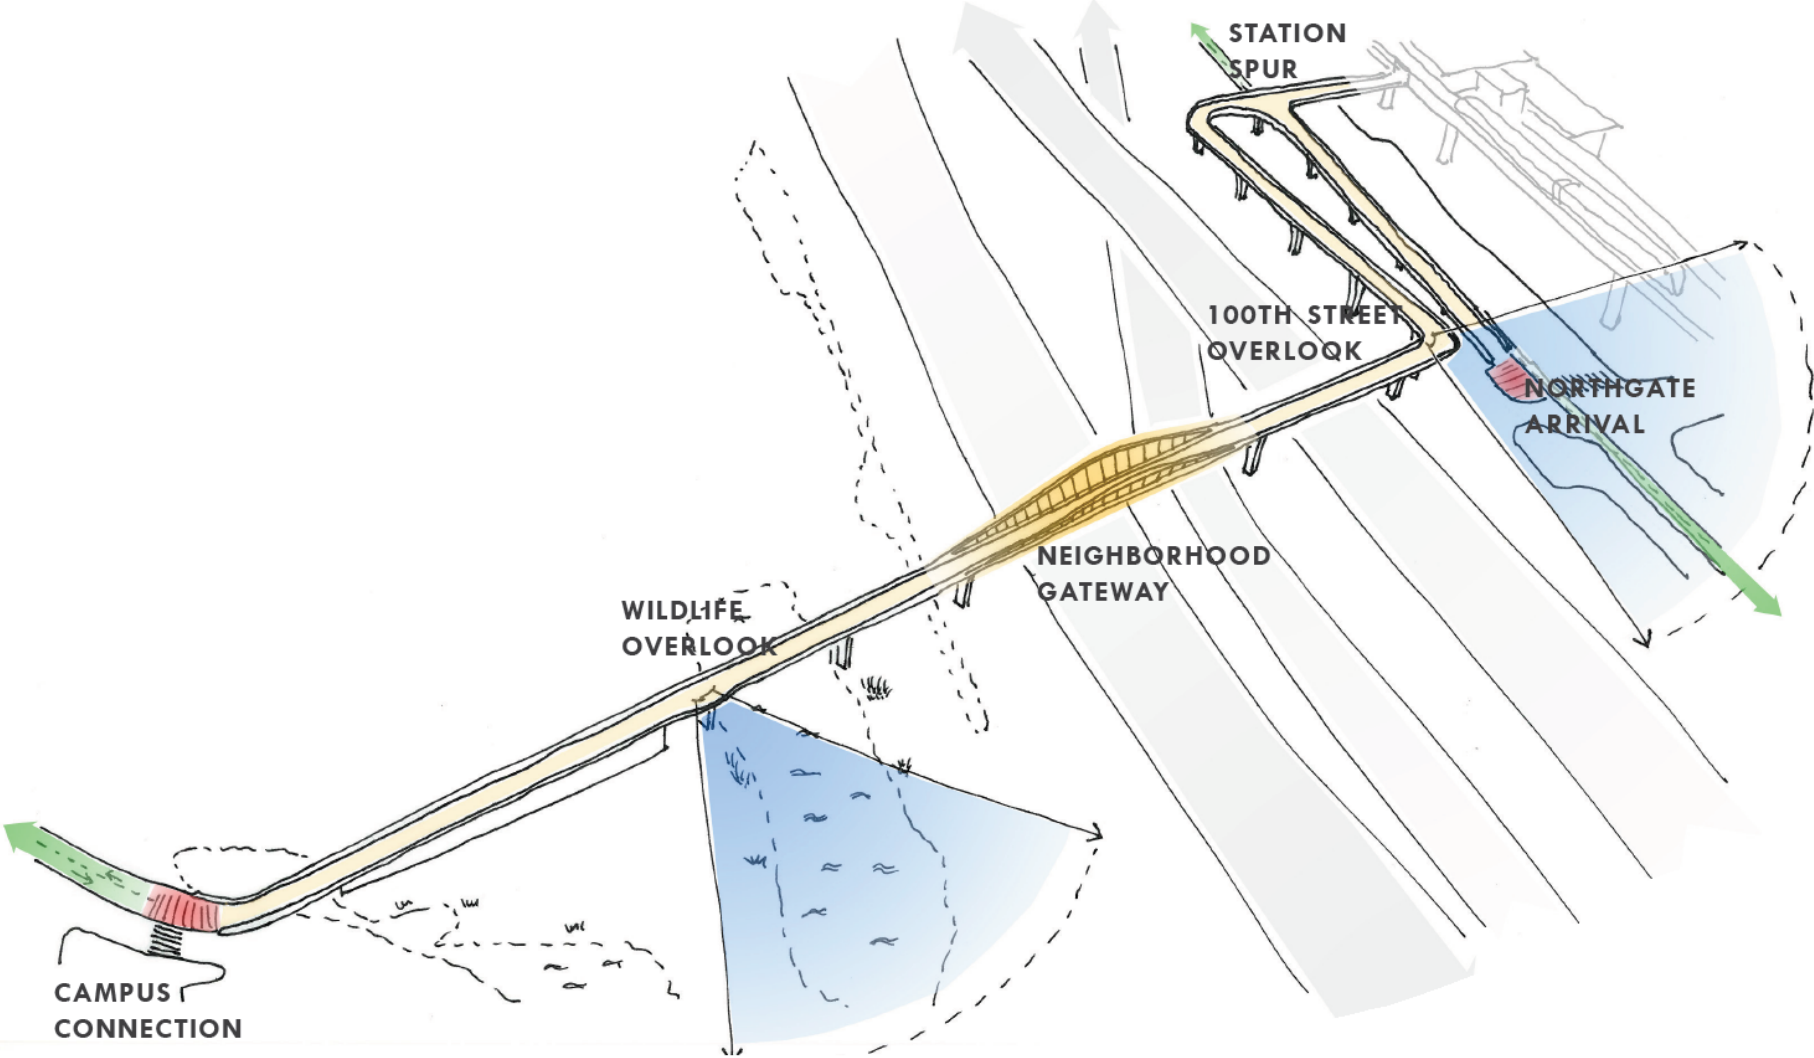 STATION
SPUR
100TH STREET
OVERLOOK
NORTHGATE
ARRIVAL
NEIGHBORHOOD
GATEWAY
WILDLIFE
OVERLOOK
CAMPUS
CONNECTION